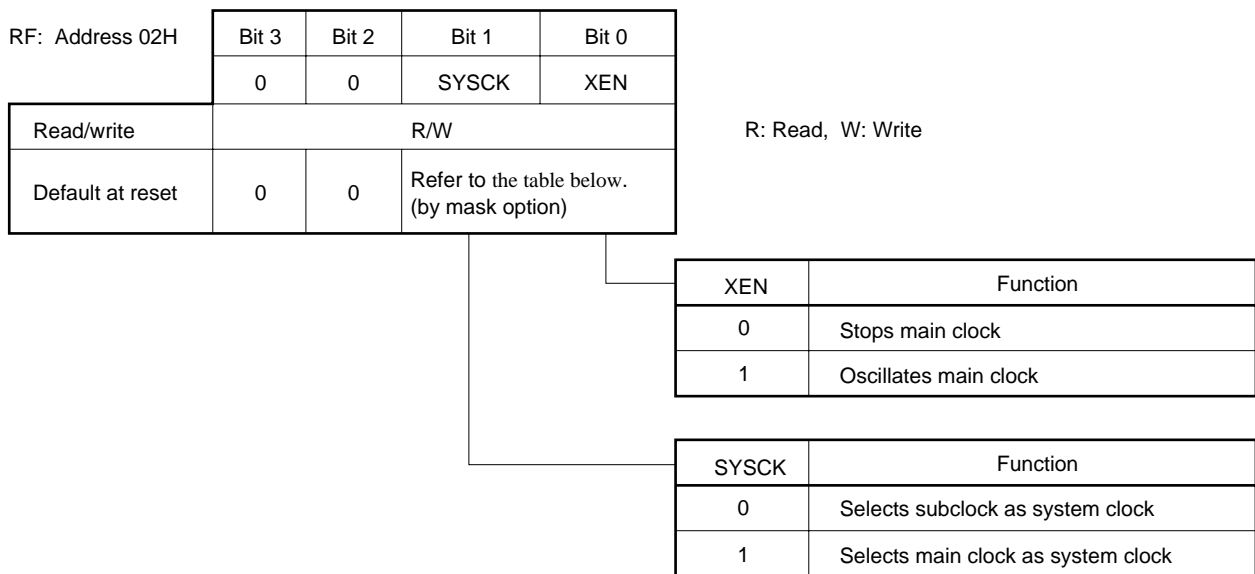 RF: Address 02H Bit 3 Bit 2 Bit 1 Bit 0
0 0 SYSCK XEN
Read/write R/W R: Read, W: Write
Default at reset 0 0 Refer to the table below.
(by mask option)
XEN Function
0 Stops main clock
1 Oscillates main clock
SYSCK Function
0 Selects subclock as system clock
1 Selects main clock as system clock